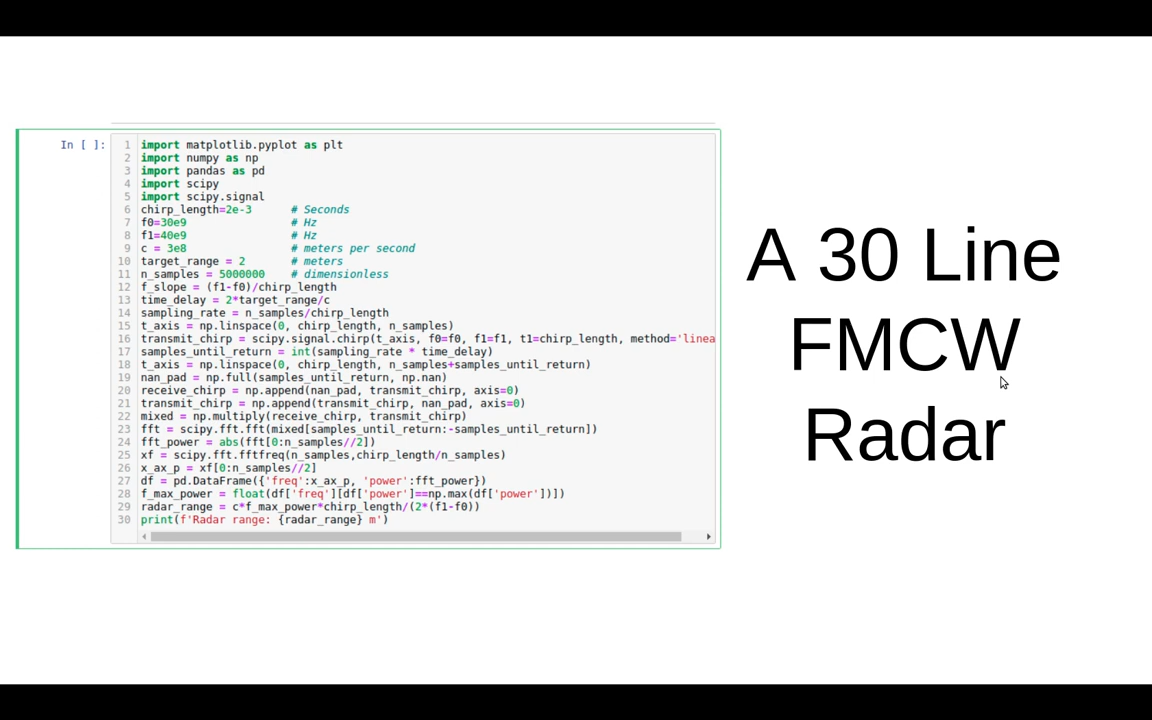 In [ ]:
1 import matplotlib.pyplot as plt
2 import numpy as np
3 import pandas as pd
4 import scipy
5 import scipy.signal
6 chirp_length=2e-3 # Seconds
7 f0=30e9 # Hz
8 f1=40e9 # Hz
9 c = 3e8 # meters per second
10 target_range = 2 # meters
11 n_samples = 5000000 # dimensionless
12 f_slope = (f1-f0)/chirp_length
13 time_delay = 2*target_range/c
14 sampling_rate = n_samples/chirp_length
15 t_axis = np.linspace(0, chirp_length, n_samples)
16 transmit_chirp = scipy.signal.chirp(t_axis, f0=f0, f1=f1, t1=chirp_length, method='linea
17 samples_until_return = int(sampling_rate * time_delay)
18 t_axis = np.linspace(0, chirp_length, n_samples+samples_until_return)
19 nan_pad = np.full(samples_until_return, np.nan)
20 receive_chirp = np.append(nan_pad, transmit_chirp, axis=0)
21 transmit_chirp = np.append(transmit_chirp, nan_pad, axis=0)
22 mixed = np.multiply(receive_chirp, transmit_chirp)
23 fft = scipy.fft.fft(mixed[samples_until_return:-samples_until_return])
24 fft_power = abs(fft[0:n_samples//2])
25 xf = scipy.fft.fftfreq(n_samples,chirp_length/n_samples)
26 x_ax_p = xf[0:n_samples//2]
27 df = pd.DataFrame({'freq':x_ax_p, 'power':fft_power})
28 f_max_power = float(df['freq'][df['power']==np.max(df['power'])])
29 radar_range = c*f_max_power*chirp_length/(2*(f1-f0))
30 print(f'Radar range: {radar_range} m')
A 30 Line
FMCW
Radar